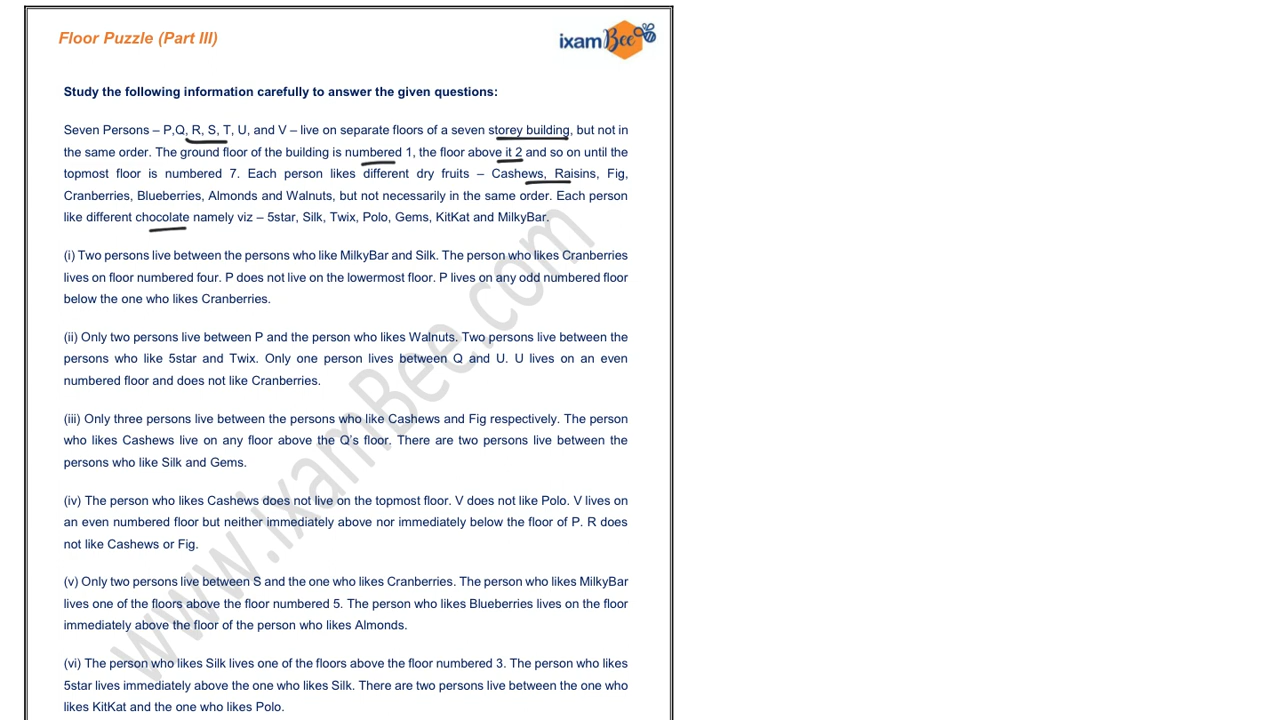 Floor Puzzle (Part III)
ixamBee
Study the following information carefully to answer the given questions:
Seven Persons – P,Q, R, S, T, U, and V – live on separate floors of a seven storey building, but not in
the same order. The ground floor of the building is numbered 1, the floor above it 2 and so on until the
topmost floor is numbered 7. Each person likes different dry fruits – Cashews, Raisins, Fig,
Cranberries, Blueberries, Almonds and Walnuts, but not necessarily in the same order. Each person
like different chocolate namely viz – 5star, Silk, Twix, Polo, Gems, KitKat and MilkyBar.
(i) Two persons live between the persons who like MilkyBar and Silk. The person who likes Cranberries
lives on floor numbered four. P does not live on the lowermost floor. P lives on any odd numbered floor
below the one who likes Cranberries.
(ii) Only two persons live between P and the person who likes Walnuts. Two persons live between the
persons who like 5star and Twix. Only one person lives between Q and U. U lives on an even
numbered floor and does not like Cranberries.
(iii) Only three persons live between the persons who like Cashews and Fig respectively. The person
who likes Cashews live on any floor above the Q's floor. There are two persons live between the
persons who like Silk and Gems.
(iv) The person who likes Cashews does not live on the topmost floor. V does not like Polo. V lives on
an even numbered floor but neither immediately above nor immediately below the floor of P. R does
not like Cashews or Fig.
(v) Only two persons live between S and the one who likes Cranberries. The person who likes MilkyBar
lives one of the floors above the floor numbered 5. The person who likes Blueberries lives on the floor
immediately above the floor of the person who likes Almonds.
(vi) The person who likes Silk lives one of the floors above the floor numbered 3. The person who likes
5star lives immediately above the one who likes Silk. There are two persons live between the one who
likes KitKat and the one who likes Polo.
www.ixamBee.com